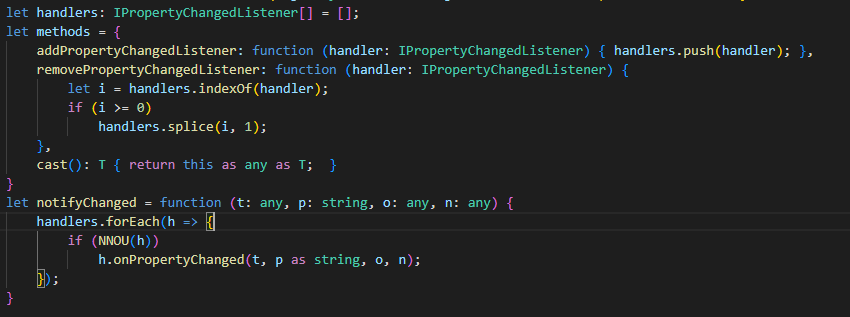 let handlers: IPropertyChangedListener[] = [];
let methods = {
    addPropertyChangedListener: function (handler: IPropertyChangedListener) { handlers.push(handler); },
    removePropertyChangedListener: function (handler: IPropertyChangedListener) {
        let i = handlers.indexOf(handler);
        if (i >= 0)
            handlers.splice(i, 1);
    },
    cast(): T { return this as any as T;  }
}
let notifyChanged = function (t: any, p: string, o: any, n: any) {
    handlers.forEach(h => {
        if (NNOU(h))
            h.onPropertyChanged(t, p as string, o, n);
    });
}